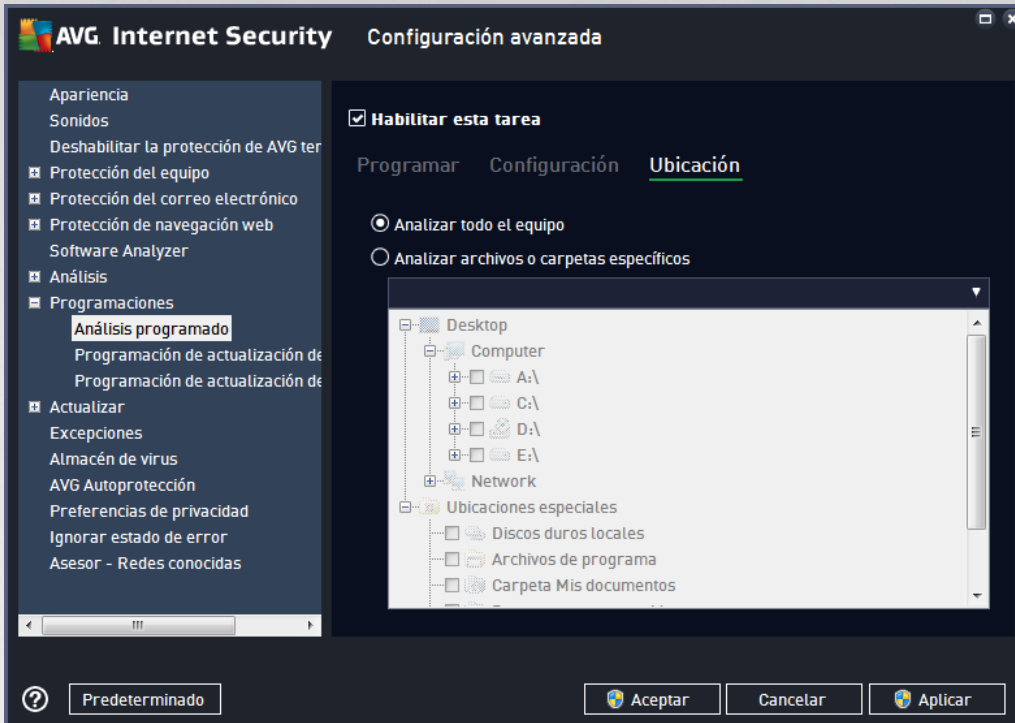 AVG. Internet Security
Configuración avanzada
Apariencia
Sonidos
Deshabilitar la protección de AVG ter
Protección del equipo
Protección del correo electrónico
Protección de navegación web
Software Analyzer
Análisis
Programaciones
Análisis programado
Programación de actualización de
Programación de actualización de
Actualizar
Excepciones
Almacén de virus
AVG Autoprotección
Preferencias de privacidad
Ignorar estado de error
Asesor - Redes conocidas
Habilitar esta tarea
Programar Configuración Ubicación
Analizar todo el equipo
Analizar archivos o carpetas específicos
Desktop
Computer
A:\
C:\
D:\
E:\
Network
Ubicaciones especiales
Discos duros locales
Archivos de programa
Carpeta Mis documentos
Predeterminado
Aceptar
Cancelar
Aplicar